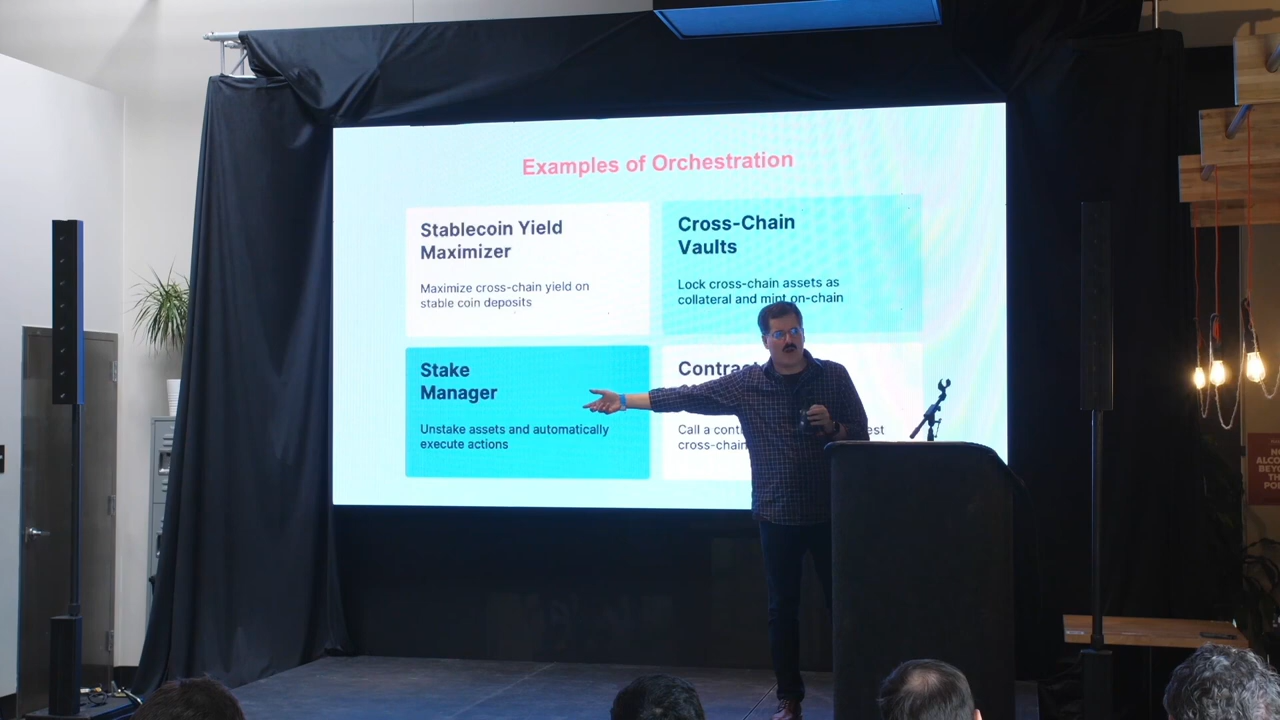 Examples of Orchestration
Stablecoin Yield
Maximizer
Maximize cross-chain yield on
stable coin deposits
Cross-Chain
Vaults
Lock cross-chain assets as
collateral and mint on-chain
Stake
Manager
Unstake assets and automatically
execute actions
Call a
cross-chain